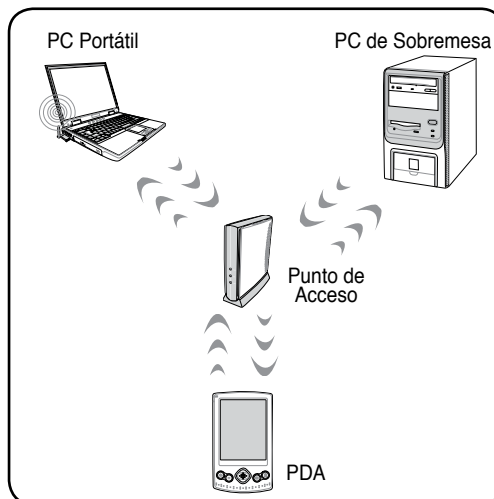 PC Portátil
PC de Sobremesa
Punto de
Acceso
PDA